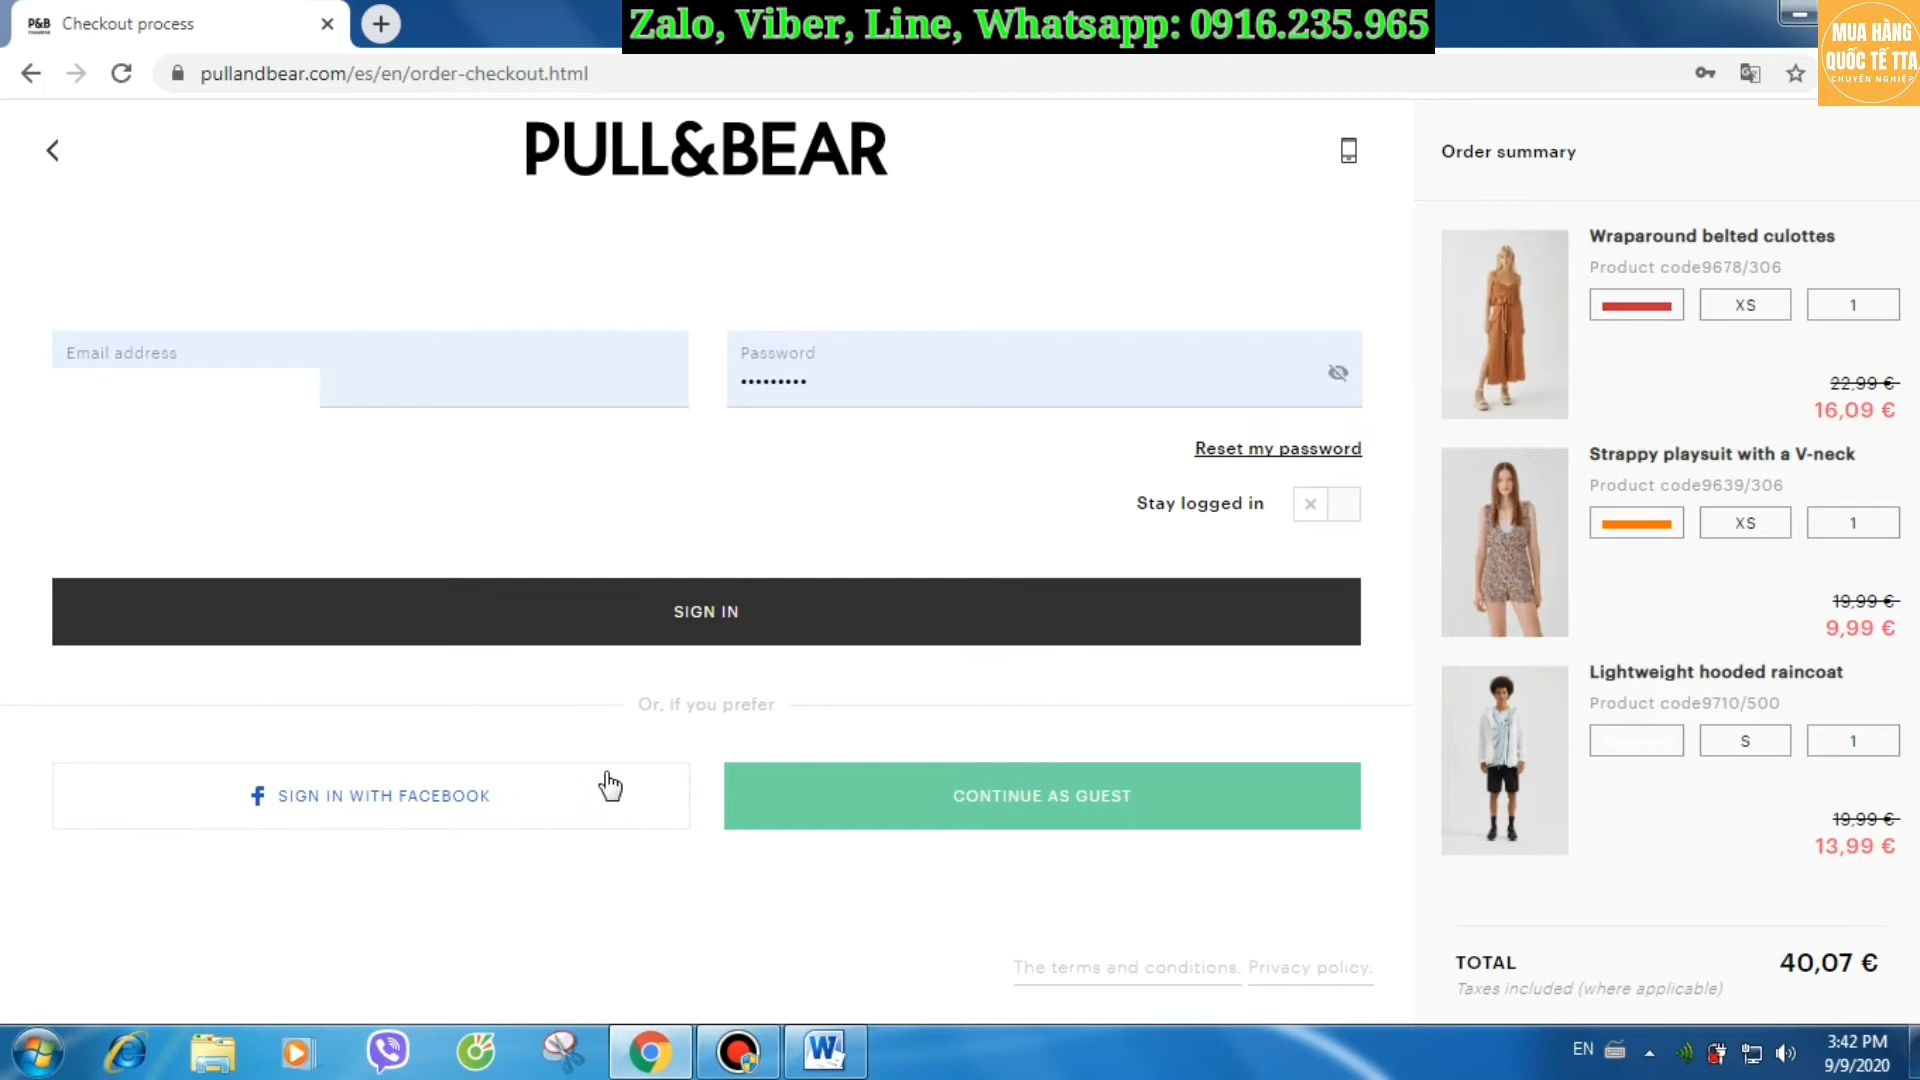 P&B
Checkout process
Zalo, Viber, Line, Whatsapp: 0916.235.965
MUA HÀNG
QUỐC TẾ TTA
CHUYÊN NGHIỆP
pullandbear.com/es/en/order-checkout.html
PULL&BEAR
Email address
Password
•••••••••
Reset my password
Stay logged in
SIGN IN
Or, if you prefer
SIGN IN WITH FACEBOOK
CONTINUE AS GUEST
The terms and conditions. Privacy policy.
Order summary
Wraparound belted culottes
Product code9678/306
XS 1
22,99 €
16,09 €
Strappy playsuit with a V-neck
Product code9639/306
XS 1
19,99 €
9,99 €
Lightweight hooded raincoat
Product code9710/500
S 1
19,99 €
13,99 €
TOTAL 40,07 €
Taxes included (where applicable)
EN
3:42 PM
9/9/2020